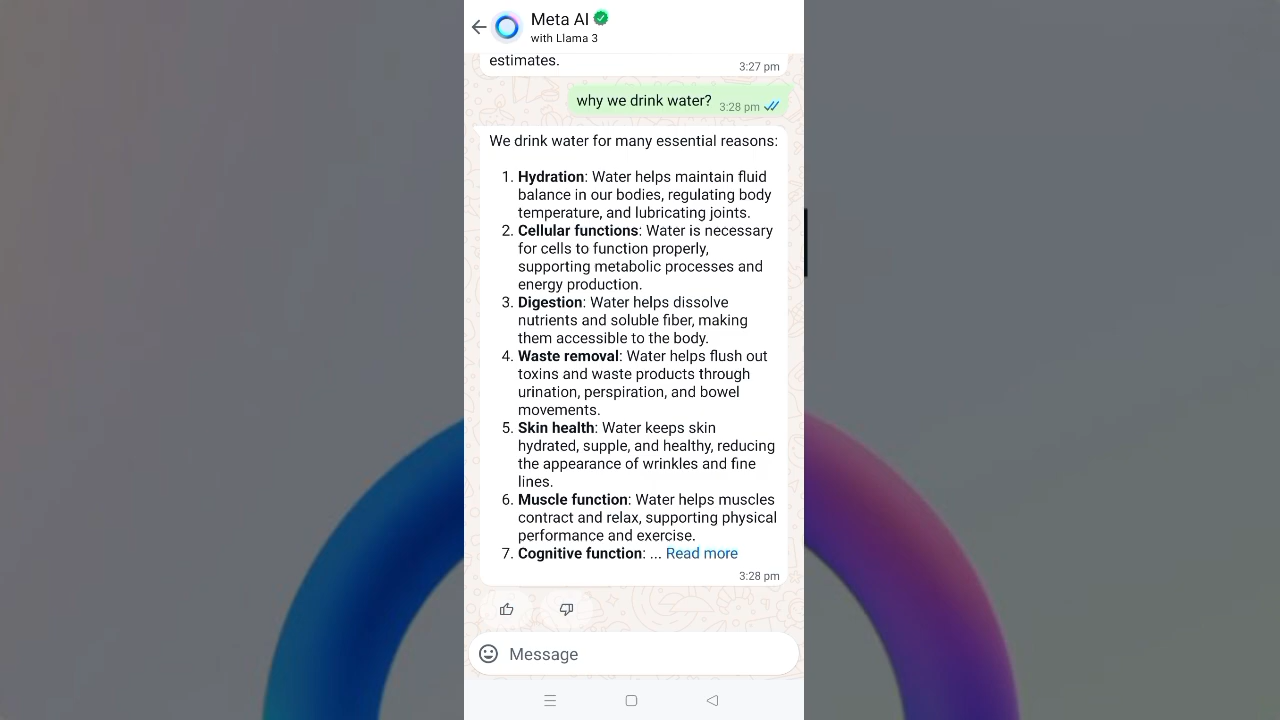 Meta AI
with Llama 3
estimates.
3:27 pm
why we drink water?
3:28 pm
We drink water for many essential reasons:
1. Hydration: Water helps maintain fluid
balance in our bodies, regulating body
temperature, and lubricating joints.
2. Cellular functions: Water is necessary
for cells to function properly,
supporting metabolic processes and
energy production.
3. Digestion: Water helps dissolve
nutrients and soluble fiber, making
them accessible to the body.
4. Waste removal: Water helps flush out
toxins and waste products through
urination, perspiration, and bowel
movements.
5. Skin health: Water keeps skin
hydrated, supple, and healthy, reducing
the appearance of wrinkles and fine
lines.
6. Muscle function: Water helps muscles
contract and relax, supporting physical
performance and exercise.
7. Cognitive function: ... Read more
3:28 pm
Message